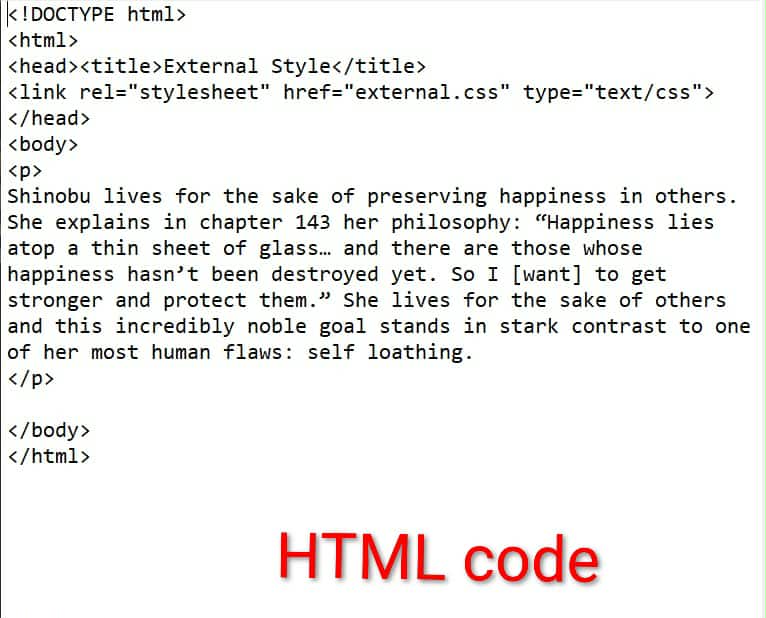 <!DOCTYPE html>
<html>
<head><title>External Style</title>
<link rel="stylesheet" href="external.css" type="text/css">
</head>
<body>
<p>
Shinobu lives for the sake of preserving happiness in others.
She explains in chapter 143 her philosophy: “Happiness lies
atop a thin sheet of glass… and there are those whose
happiness hasn’t been destroyed yet. So I [want] to get
stronger and protect them.” She lives for the sake of others
and this incredibly noble goal stands in stark contrast to one
of her most human flaws: self loathing.
</p>
</body>
</html>
HTML code